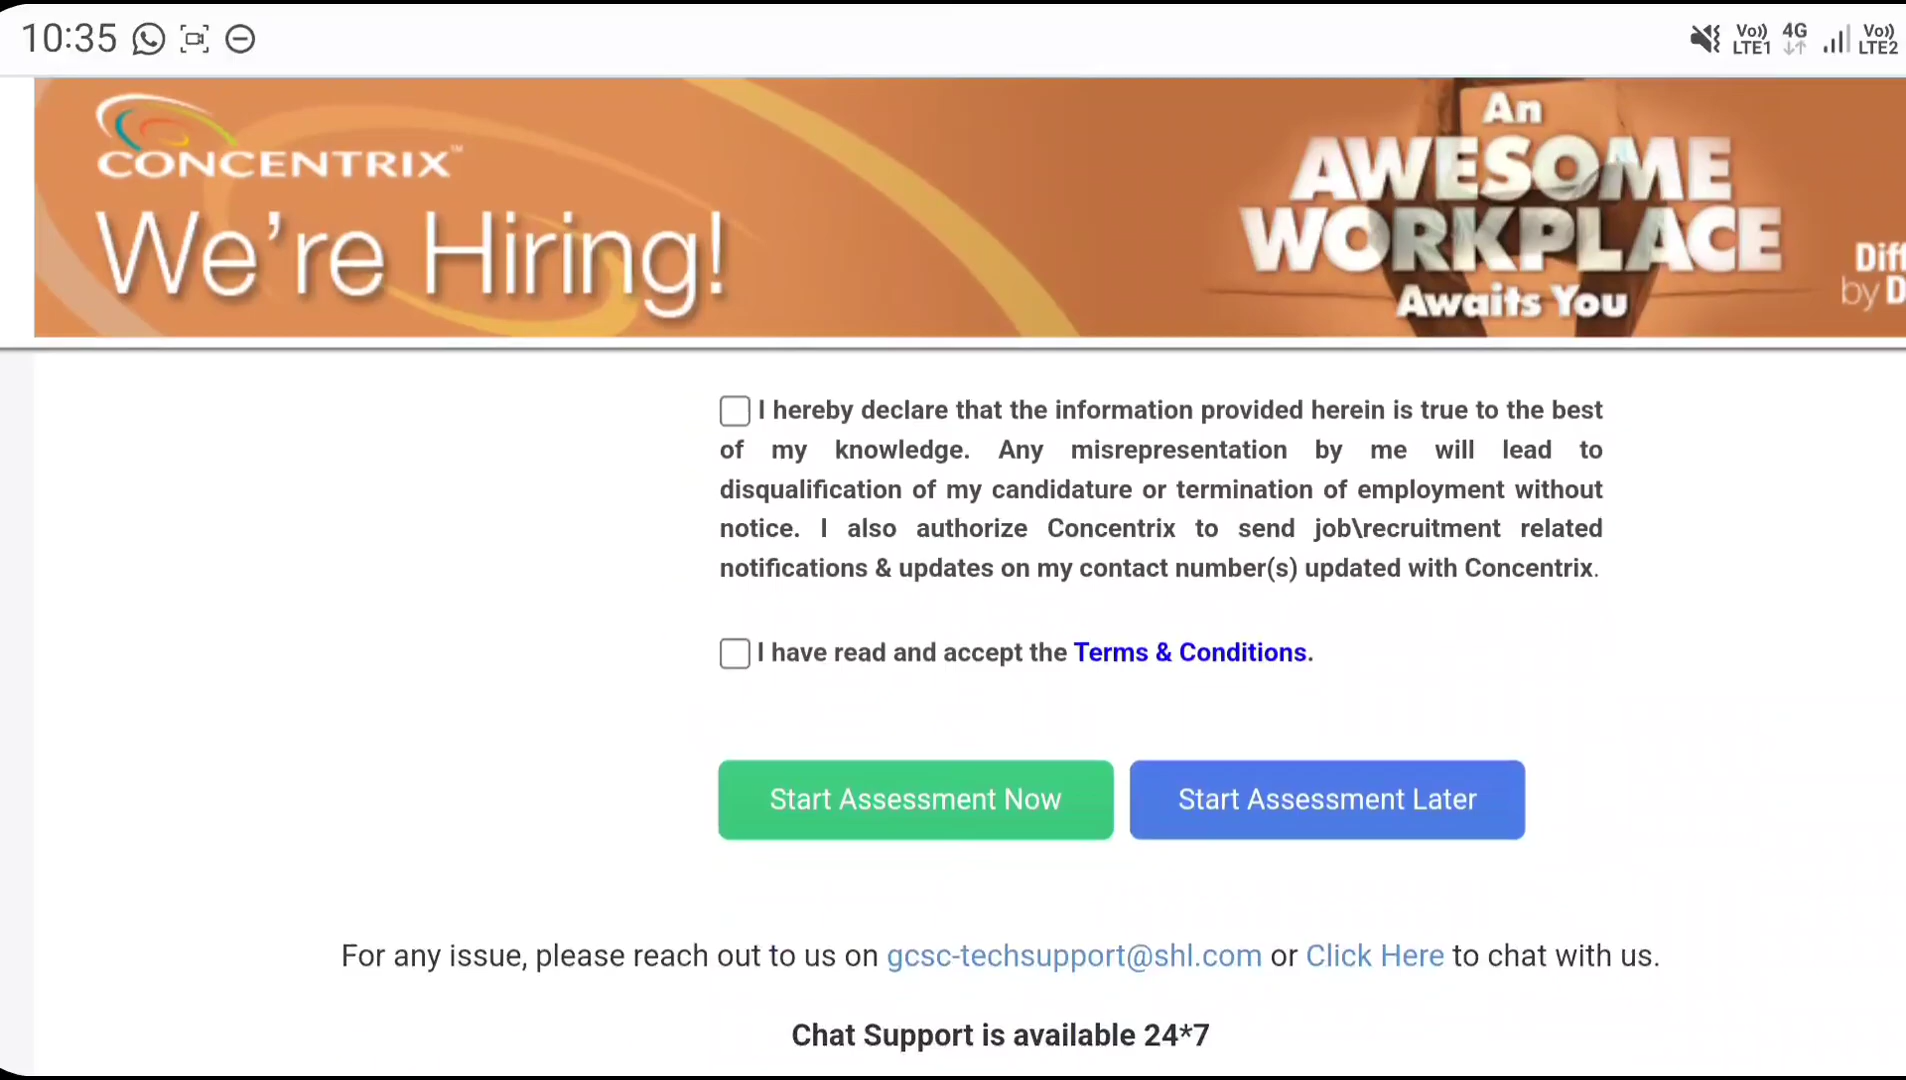 10:35
Vo)) LTE1 4G Vo)) LTE2
CONCENTRIX™
We're Hiring!
An
AWESOME
WORKPLACE
Awaits You
by
I hereby declare that the information provided herein is true to the best
of my knowledge. Any misrepresentation by me will lead to
disqualification of my candidature or termination of employment without
notice. I also authorize Concentrix to send job\recruitment related
notifications & updates on my contact number(s) updated with Concentrix.
I have read and accept the Terms & Conditions.
Start Assessment Now
Start Assessment Later
For any issue, please reach out to us on gcsc-techsupport@shl.com or Click Here to chat with us.
Chat Support is available 24*7